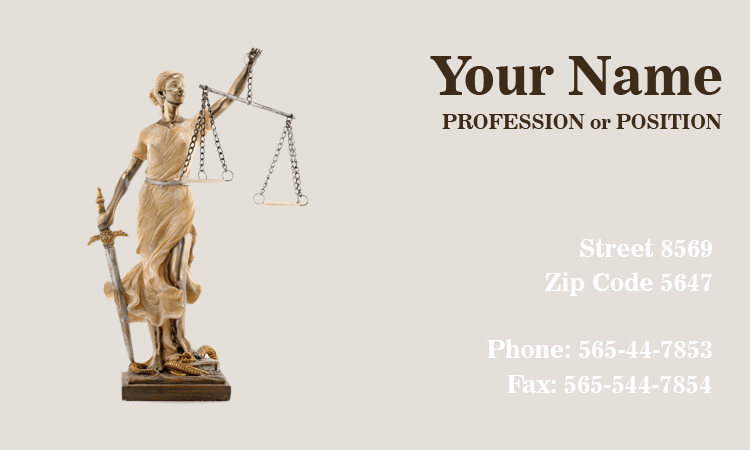 Your Name
PROFESSION or POSITION
Street 8569
Zip Code 5647
Phone: 565-44-7853
Fax: 565-544-7854